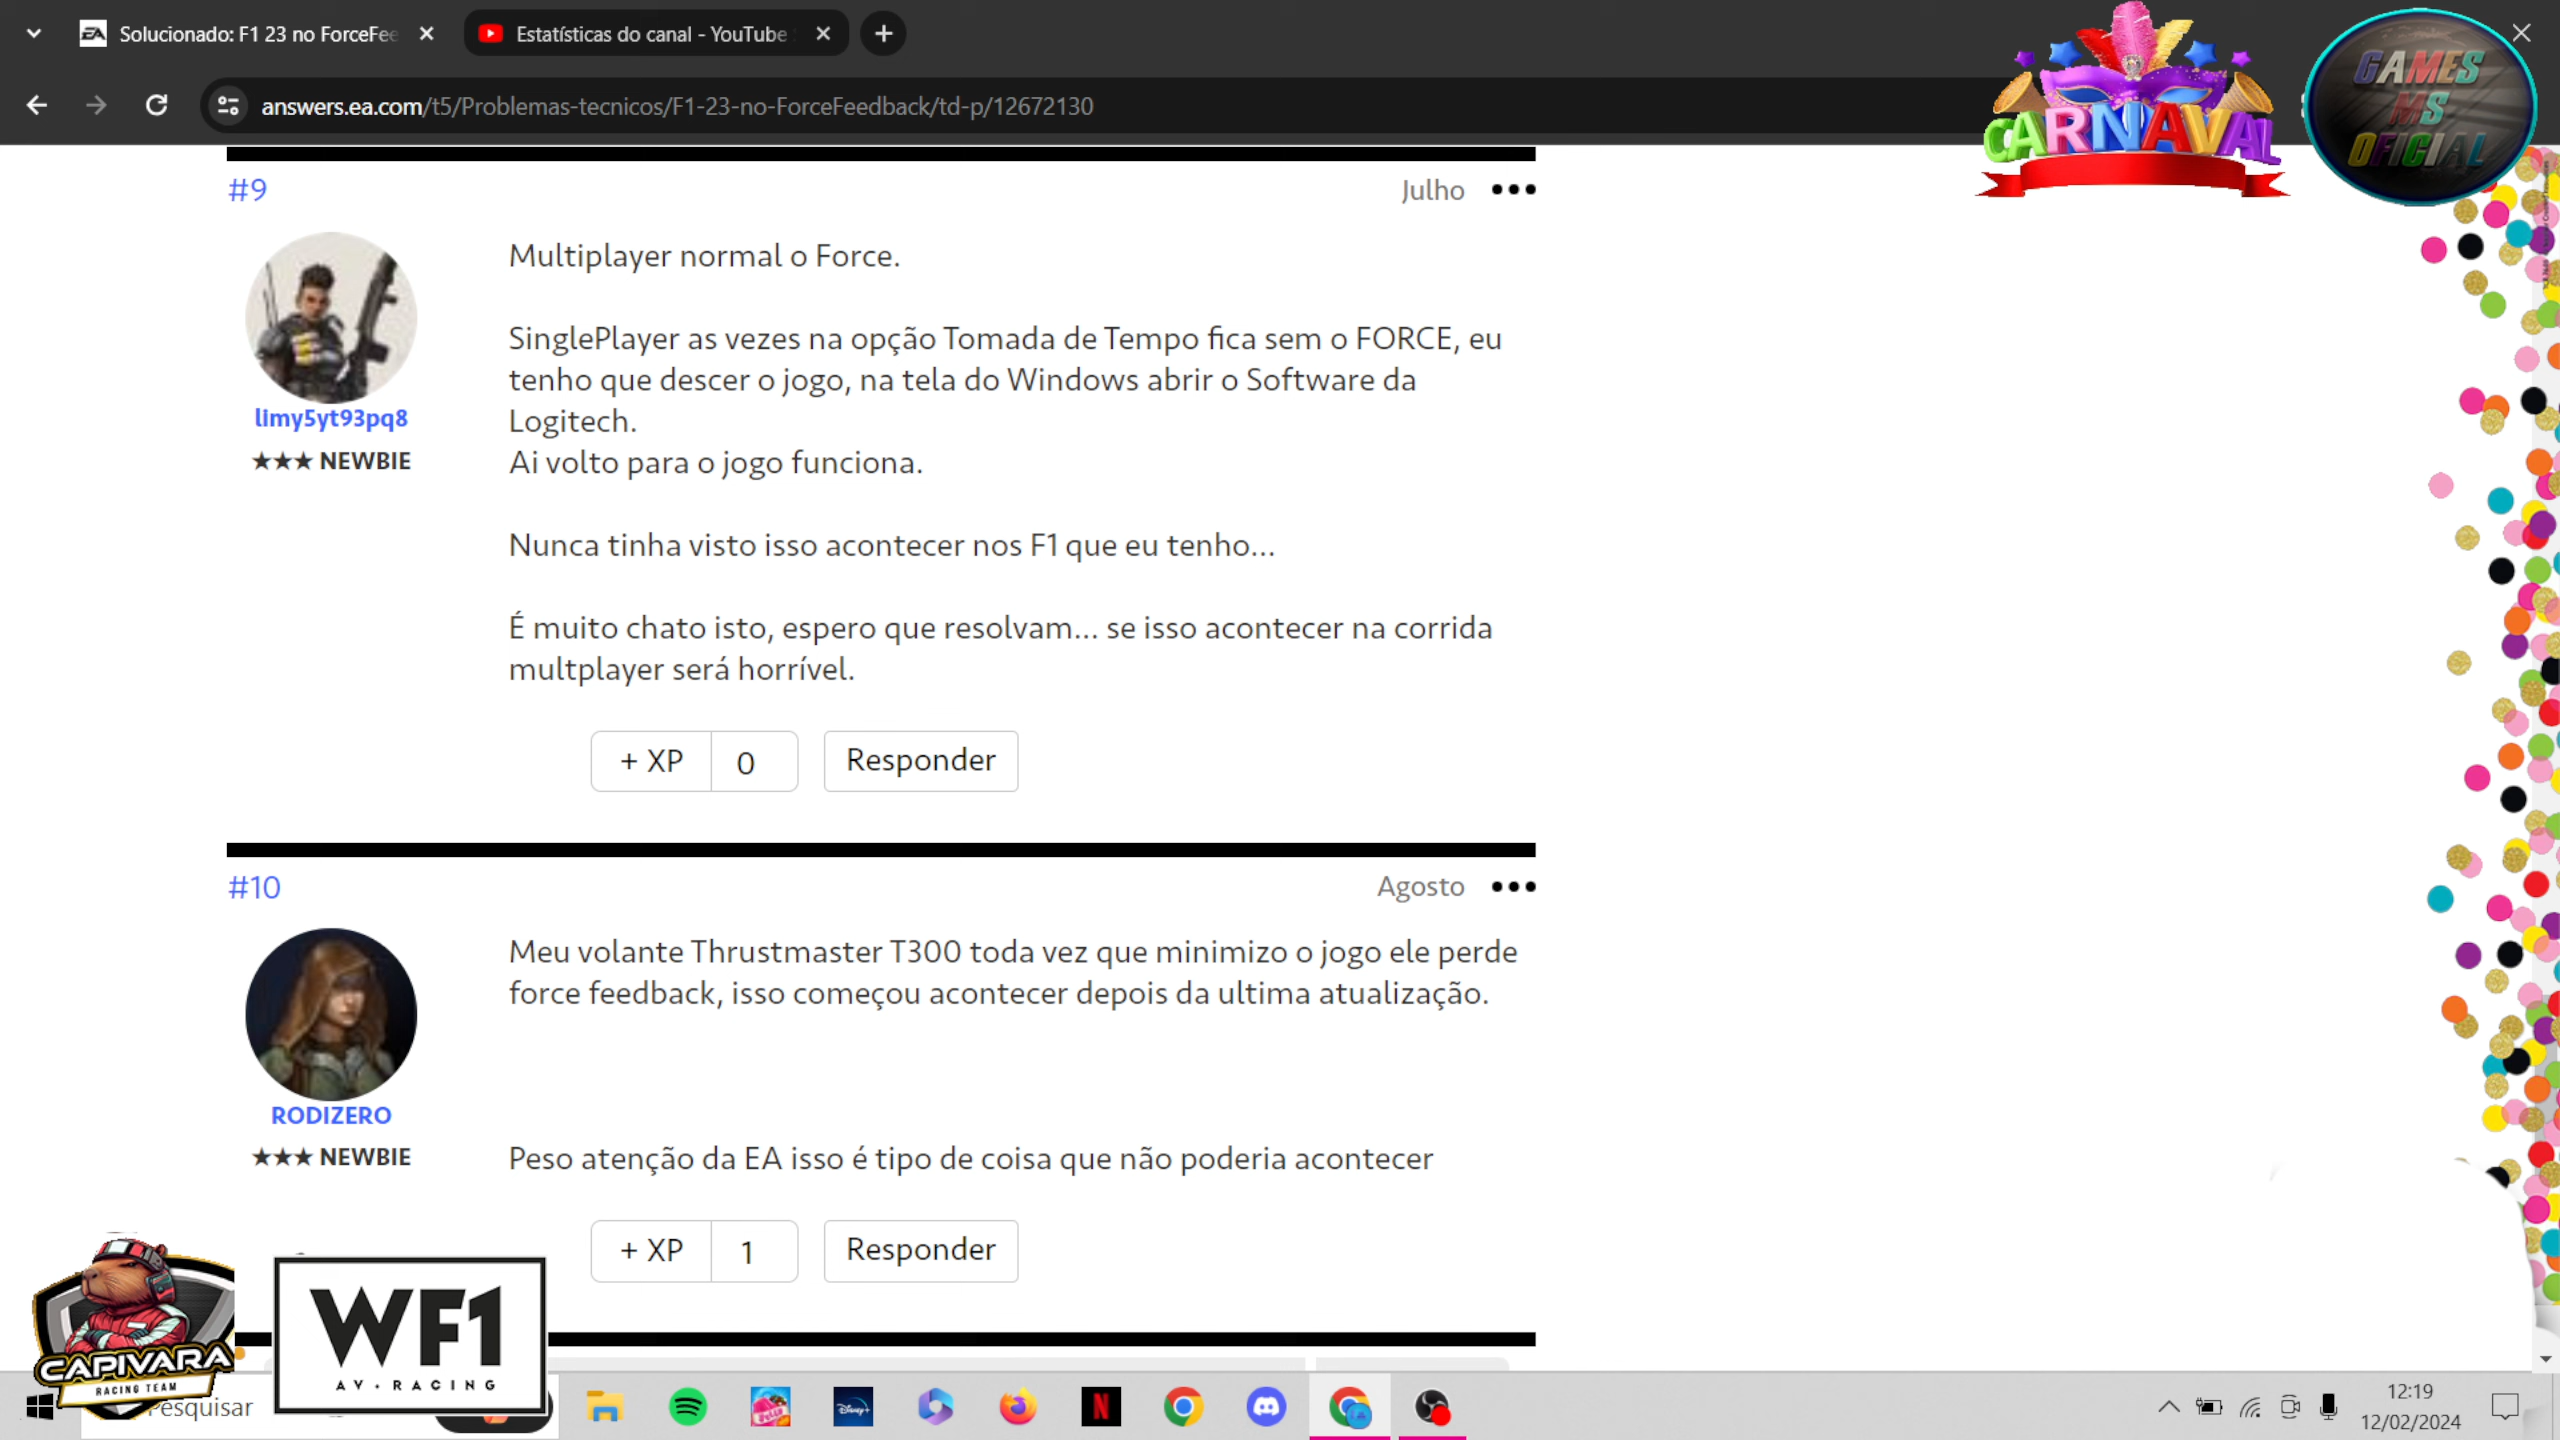 Solucionado: F1 23 no ForceFee
Estatísticas do canal - YouTube
answers.ea.com/t5/Problemas-tecnicos/F1-23-no-ForceFeedback/td-p/12672130
CARNAVAL
GAMES
MS
OFICIAL
#9
Julho
limy5yt93pq8
★★★ NEWBIE
Multiplayer normal o Force.
SinglePlayer as vezes na opção Tomada de Tempo fica sem o FORCE, eu
tenho que descer o jogo, na tela do Windows abrir o Software da
Logitech.
Ai volto para o jogo funciona.
Nunca tinha visto isso acontecer nos F1 que eu tenho...
É muito chato isto, espero que resolvam... se isso acontecer na corrida
multplayer será horrível.
+ XP 0 Responder
#10
Agosto
RODIZERO
★★★ NEWBIE
Meu volante Thrustmaster T300 toda vez que minimizo o jogo ele perde
force feedback, isso começou acontecer depois da ultima atualização.
Peso atenção da EA isso é tipo de coisa que não poderia acontecer
+ XP 1 Responder
CAPIVARA
RACING TEAM
WF1
AV · RACING
Pesquisar
Disney+
N
12:19
12/02/2024